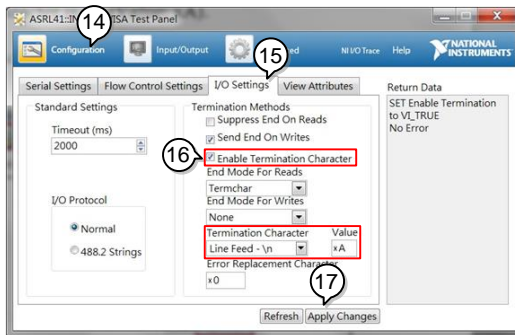 ASRL41::IN
VISA Test Panel
14
Configuration
Input/Output
ed
NI I/O Trace
Help
NATIONAL
INSTRUMENTS
15
Serial Settings
Flow Control Settings
I/O Settings
View Attributes
Return Data
SET Enable Termination
to VI_TRUE
No Error
Standard Settings
Timeout (ms)
2000
I/O Protocol
Normal
488.2 Strings
Termination Methods
Suppress End On Reads
Send End On Writes
16
Enable Termination Character
End Mode For Reads
Termchar
End Mode For Writes
None
Termination Character
Value
Line Feed - \n
xA
Error Replacement Character
x0
17
Refresh
Apply Changes